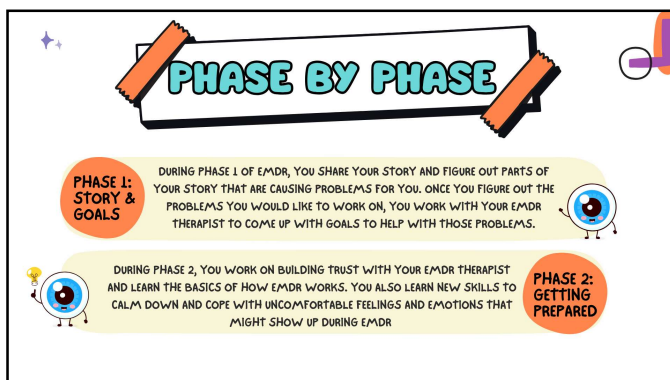 PHASE BY PHASE
PHASE 1:
STORY &
GOALS
DURING PHASE 1 OF EMDR, YOU SHARE YOUR STORY AND FIGURE OUT PARTS OF
YOUR STORY THAT ARE CAUSING PROBLEMS FOR YOU. ONCE YOU FIGURE OUT THE
PROBLEMS YOU WOULD LIKE TO WORK ON, YOU WORK WITH YOUR EMDR
THERAPIST TO COME UP WITH GOALS TO HELP WITH THOSE PROBLEMS.
DURING PHASE 2, YOU WORK ON BUILDING TRUST WITH YOUR EMDR THERAPIST
AND LEARN THE BASICS OF HOW EMDR WORKS. YOU ALSO LEARN NEW SKILLS TO
CALM DOWN AND COPE WITH UNCOMFORTABLE FEELINGS AND EMOTIONS THAT
MIGHT SHOW UP DURING EMDR
PHASE 2:
GETTING
PREPARED